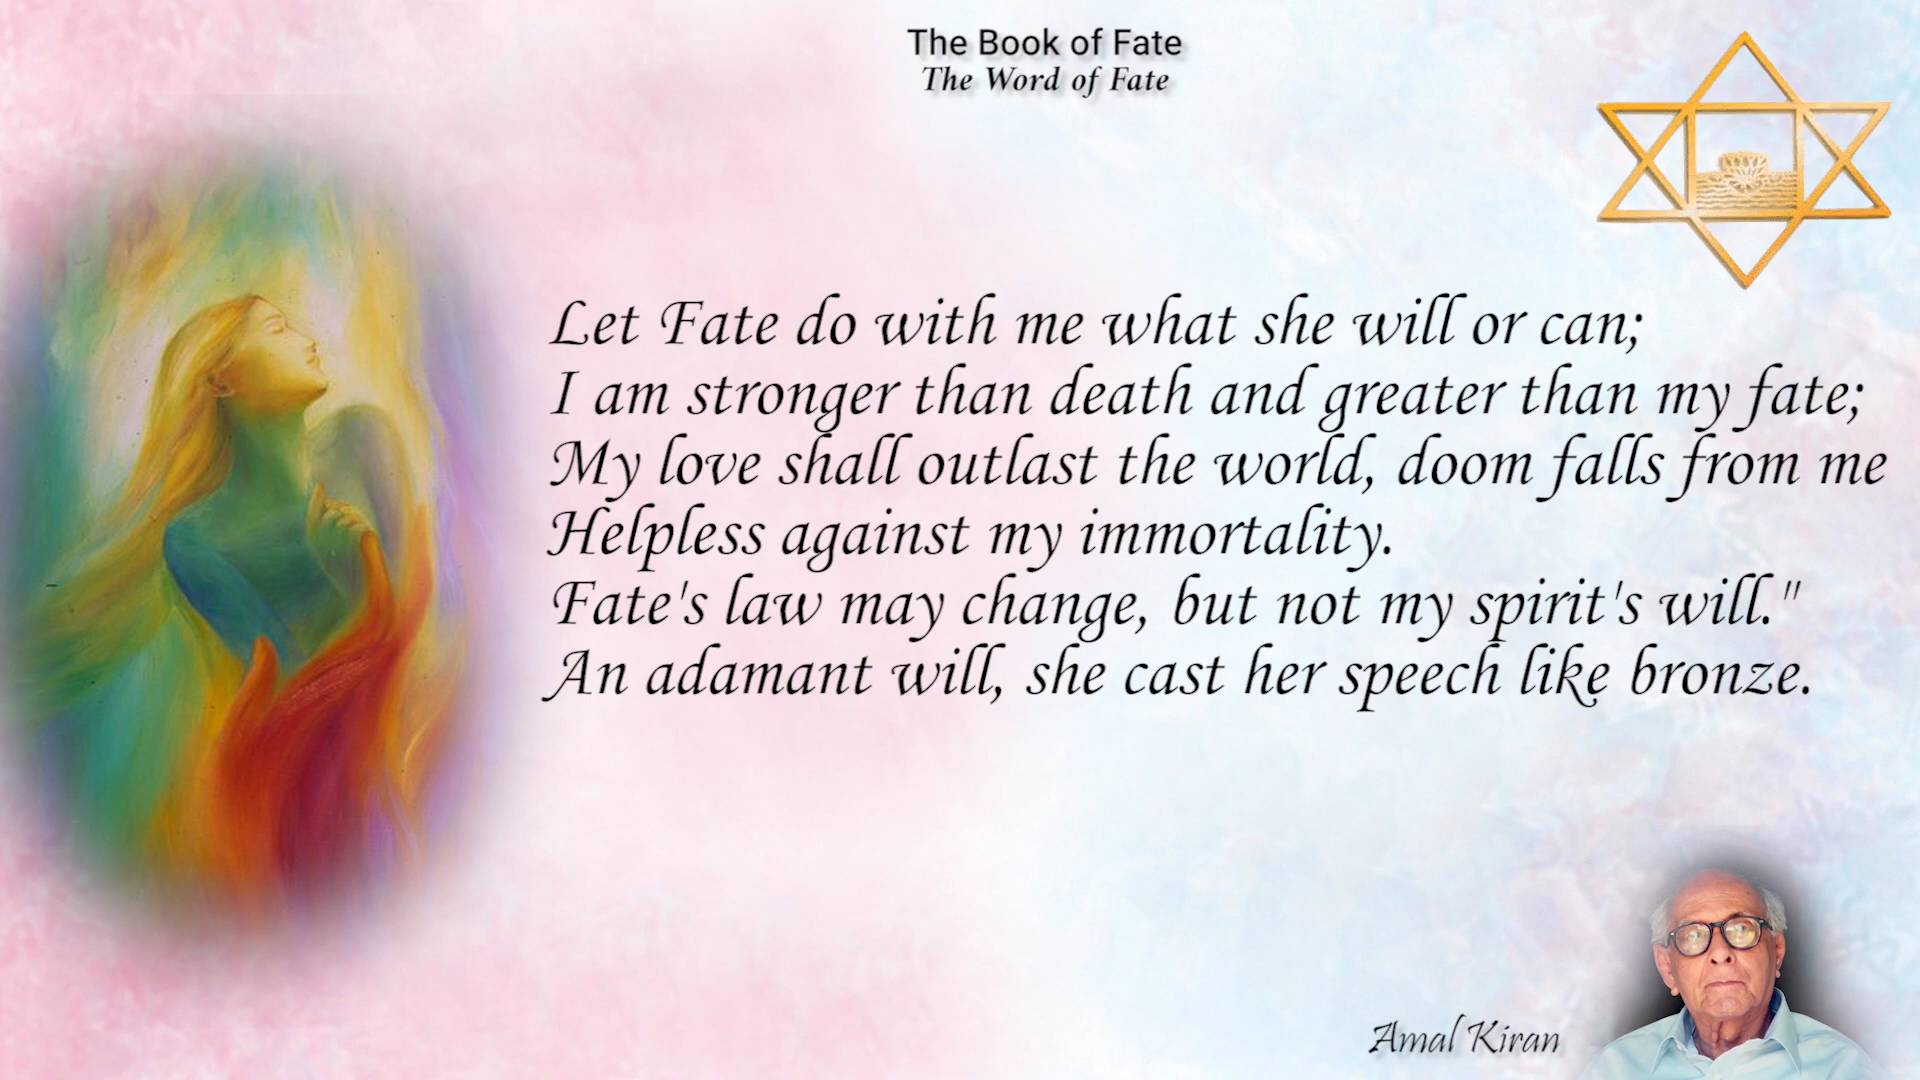 The Book of Fate
The Word of Fate
Let Fate do with me what she will or can;
I am stronger than death and greater than my fate;
My love shall outlast the world, doom falls from me
Helpless against my immortality.
Fate's law may change, but not my spirit's will."
An adamant will, she cast her speech like bronze.
Amal Kiran